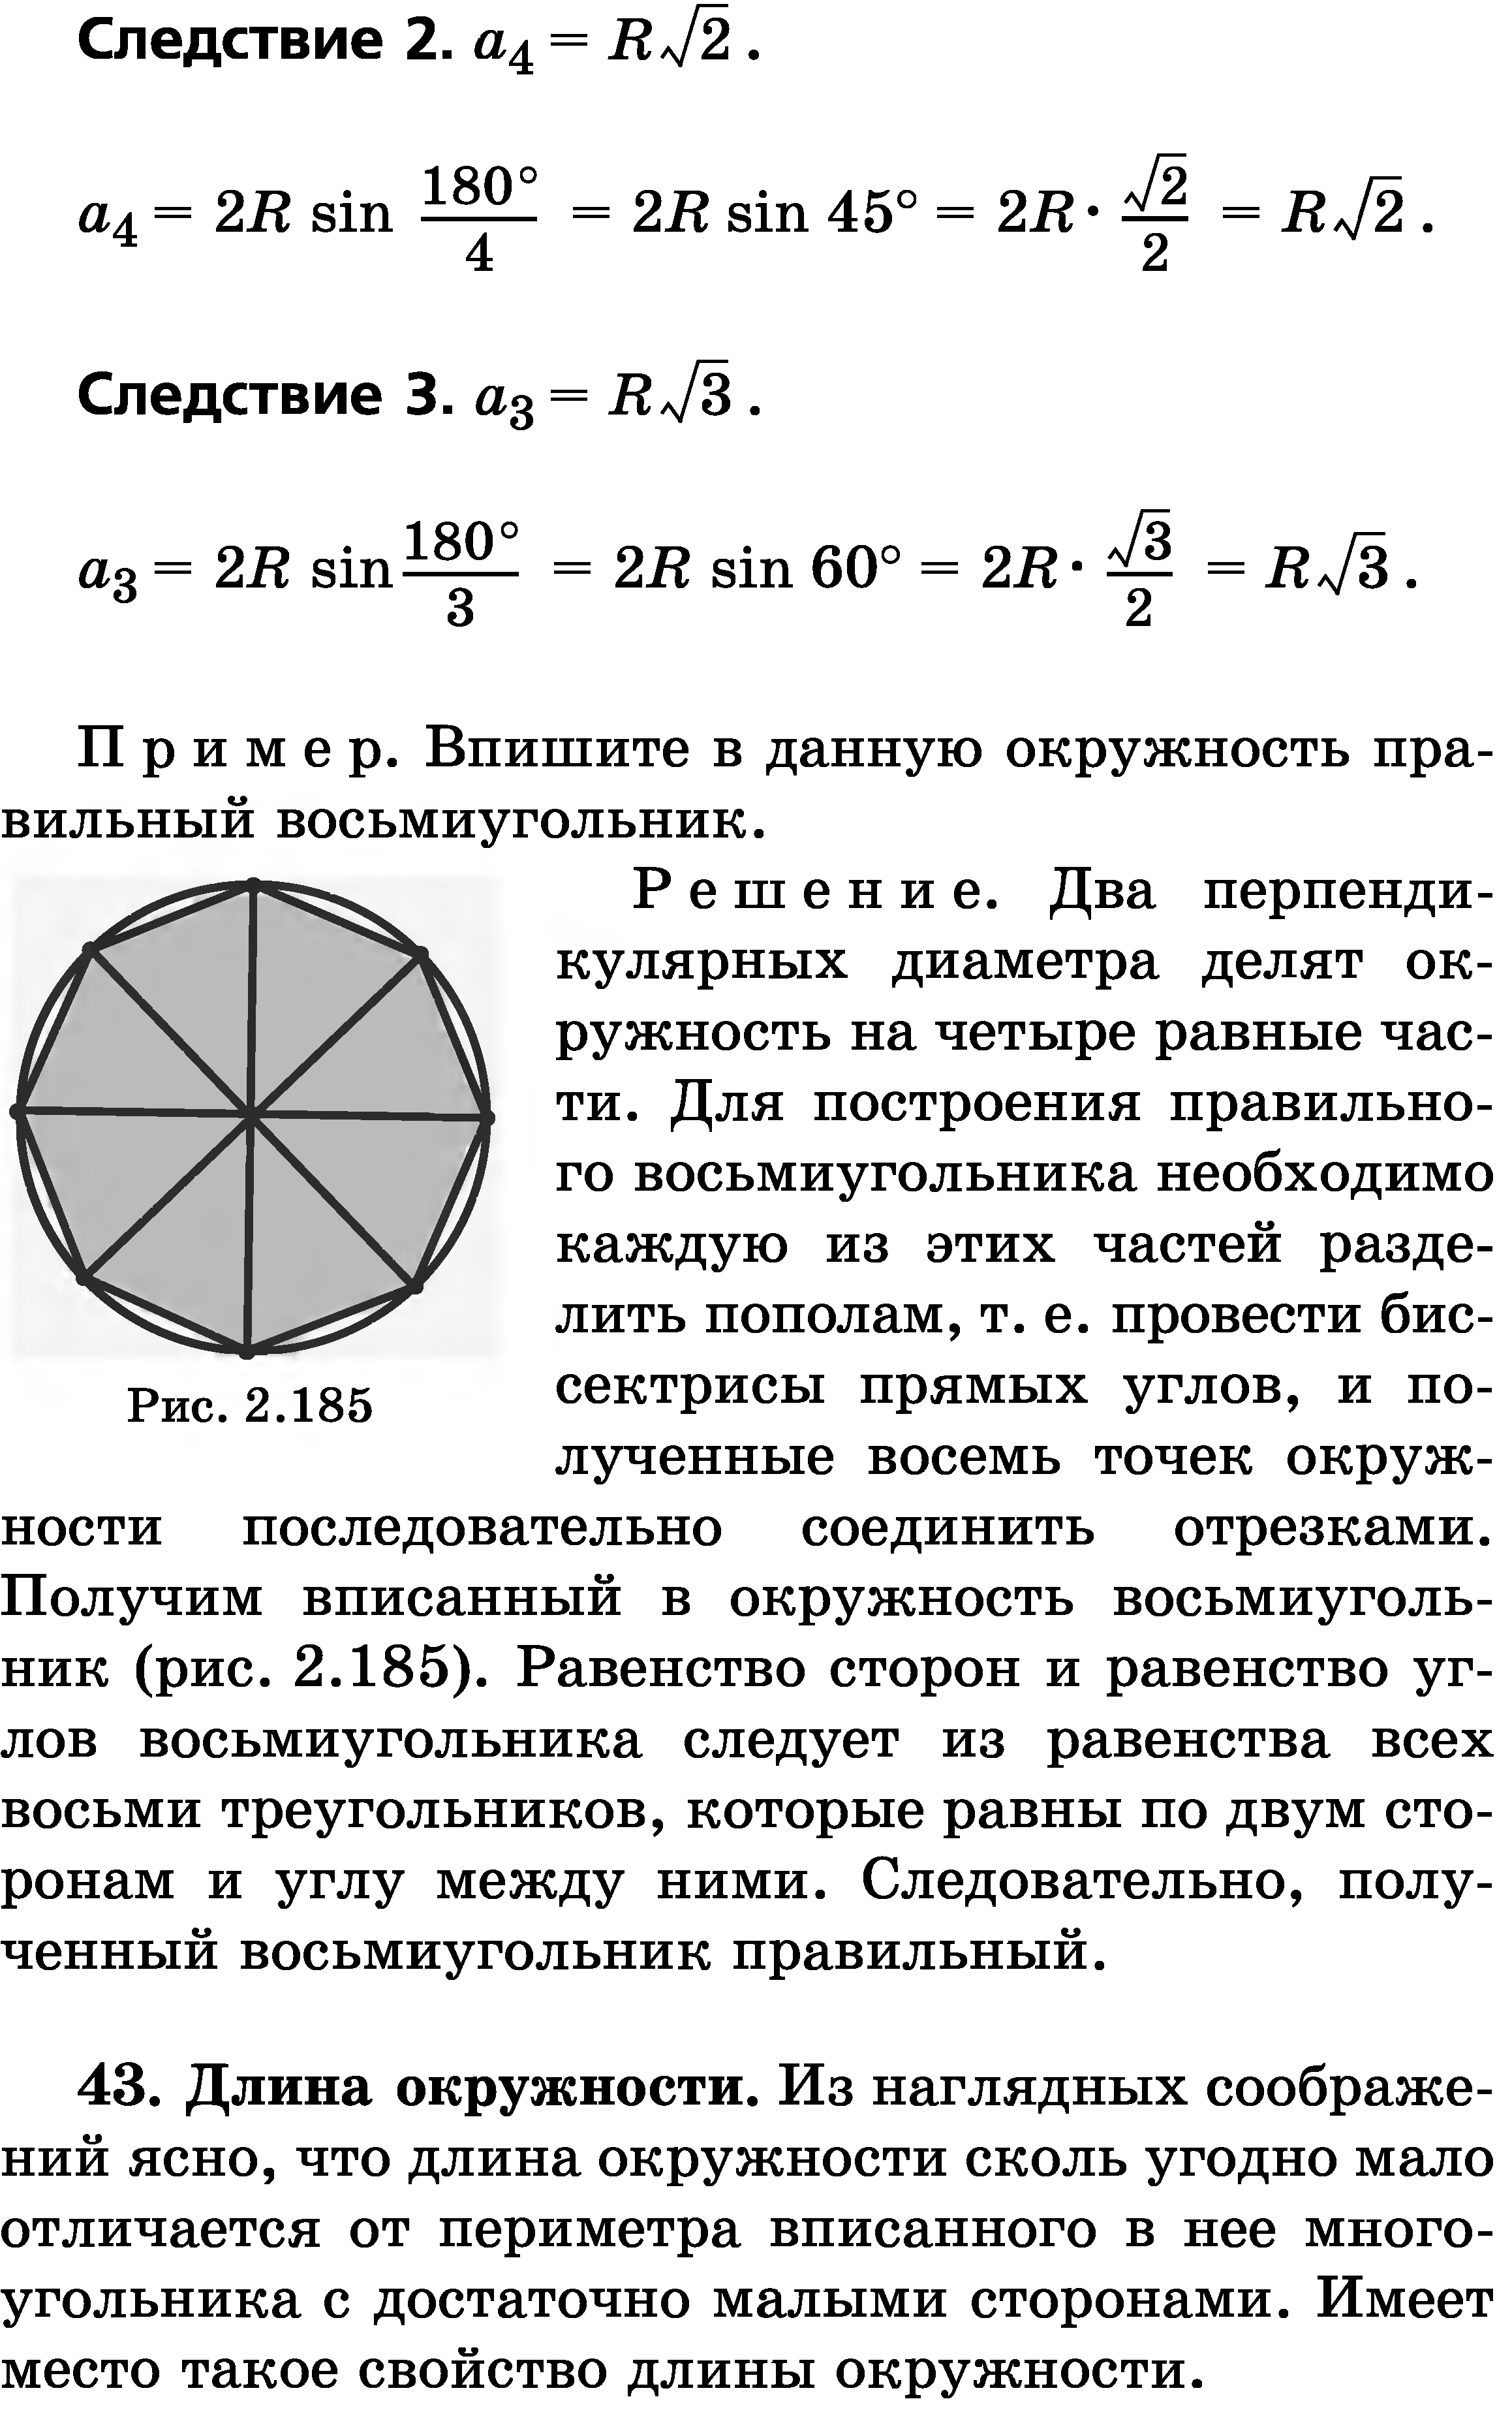 Следствие 2. a₄ = R√2 .
a₄ = 2R sin 180°/4 = 2R sin 45° = 2R · √2/2 = R√2 .
Следствие 3. a₃ = R√3 .
a₃ = 2R sin 180°/3 = 2R sin 60° = 2R · √3/2 = R√3 .
Пример. Впишите в данную окружность пра-
вильный восьмиугольник.
Решение. Два перпенди-
кулярных диаметра делят ок-
ружность на четыре равные час-
ти. Для построения правильно-
го восьмиугольника необходимо
каждую из этих частей разде-
лить пополам, т. е. провести бис-
сектрисы прямых углов, и по-
лученные восемь точек окруж-
Рис. 2.185
ности последовательно соединить отрезками.
Получим вписанный в окружность восьмиуголь-
ник (рис. 2.185). Равенство сторон и равенство уг-
лов восьмиугольника следует из равенства всех
восьми треугольников, которые равны по двум сто-
ронам и углу между ними. Следовательно, полу-
ченный восьмиугольник правильный.
43. Длина окружности. Из наглядных соображе-
ний ясно, что длина окружности сколь угодно мало
отличается от периметра вписанного в нее много-
угольника с достаточно малыми сторонами. Имеет
место такое свойство длины окружности.